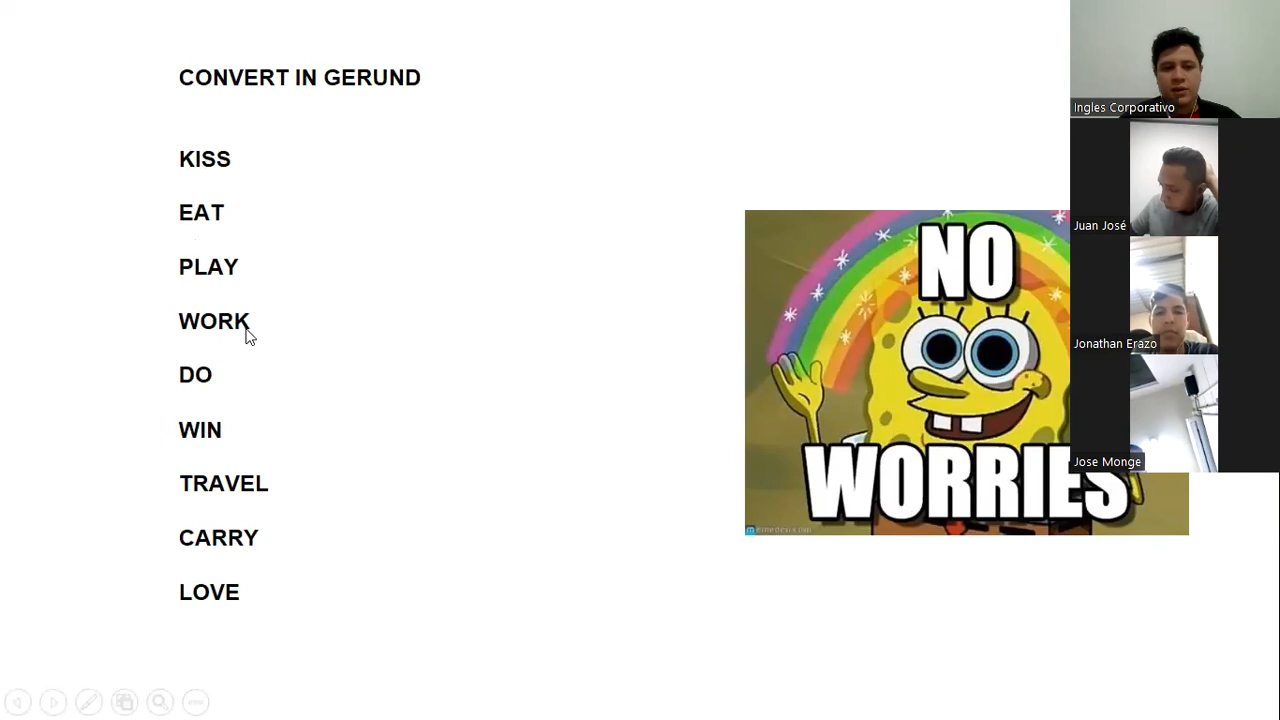 CONVERT IN GERUND
KISS
EAT
PLAY
WORK
DO
WIN
TRAVEL
CARRY
LOVE
NO
WORRIES
Ingles Corporativo
Juan José
Jonathan Erazo
Jose Monge